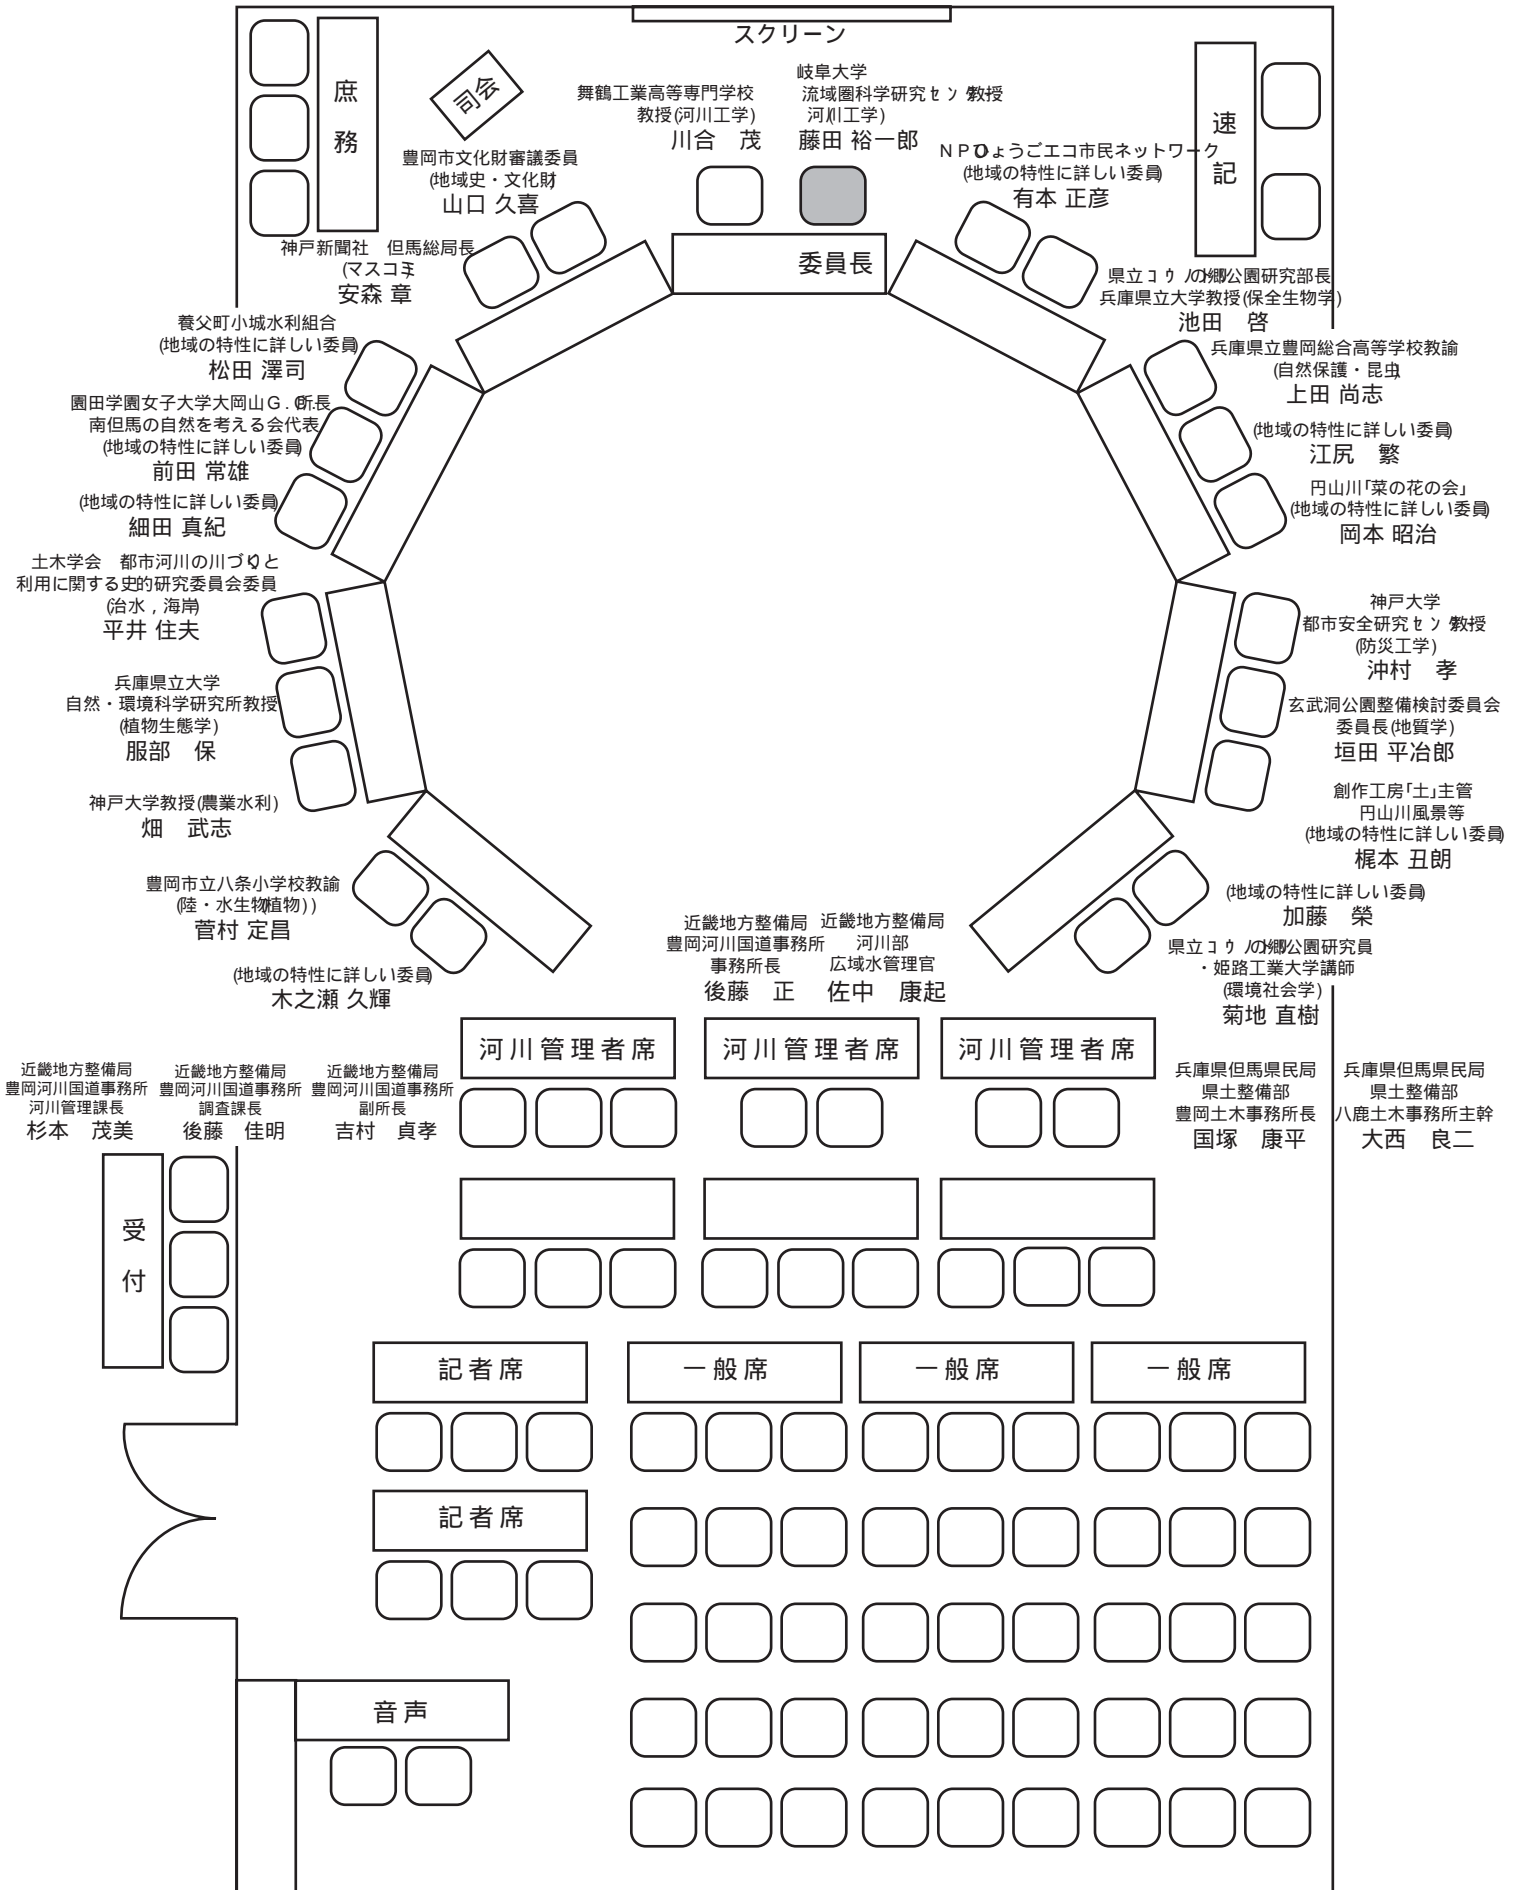 スクリーン
庶務
司会
速記
舞鶴工業高等専門学校
教授(河川工学)
川合　茂
岐阜大学
流域圏科学研究センター教授
河川工学)
藤田 裕一郎
委員長
豊岡市文化財審議委員
(地域史・文化財)
山口 久喜
神戸新聞社　但馬総局長
(マスコミ)
安森 章
養父町小城水利組合
(地域の特性に詳しい委員)
松田 澤司
園田学園女子大学大岡山G.C.所長
南但馬の自然を考える会代表
(地域の特性に詳しい委員)
前田 常雄
(地域の特性に詳しい委員)
細田 真紀
土木学会　都市河川の川づくりと
利用に関する史的研究委員会委員
(治水，海岸)
平井 住夫
兵庫県立大学
自然・環境科学研究所教授
(植物生態学)
服部　保
神戸大学教授(農業水利)
畑　武志
豊岡市立八条小学校教諭
(陸・水生物(植物))
菅村 定昌
(地域の特性に詳しい委員)
木之瀬 久輝
ＮＰＯひょうごエコ市民ネットワーク
(地域の特性に詳しい委員)
有本 正彦
県立コウノトリの郷公園研究部長
兵庫県立大学教授(保全生物学)
池田　啓
兵庫県立豊岡総合高等学校教諭
(自然保護・昆虫)
上田 尚志
(地域の特性に詳しい委員)
江尻　繁
円山川｢菜の花の会｣
(地域の特性に詳しい委員)
岡本 昭治
神戸大学
都市安全研究センター教授
(防災工学)
沖村　孝
玄武洞公園整備検討委員会
委員長(地質学)
垣田 平治郎
創作工房｢土｣主管
円山川風景等
(地域の特性に詳しい委員)
梶本 丑朗
(地域の特性に詳しい委員)
加藤　榮
県立コウノトリの郷公園研究員
・姫路工業大学講師
(環境社会学)
菊地 直樹
近畿地方整備局
豊岡河川国道事務所
事務所長
後藤　正
近畿地方整備局
河川部
広域水管理官
佐中　康起
河川管理者席
河川管理者席
河川管理者席
近畿地方整備局
豊岡河川国道事務所
河川管理課長
杉本　茂美
近畿地方整備局
豊岡河川国道事務所
調査課長
後藤　佳明
近畿地方整備局
豊岡河川国道事務所
副所長
吉村　貞孝
兵庫県但馬県民局
県土整備部
豊岡土木事務所長
国塚　康平
兵庫県但馬県民局
県土整備部
八鹿土木事務所主幹
大西　良二
受付
記者席
一般席
一般席
一般席
記者席
音声